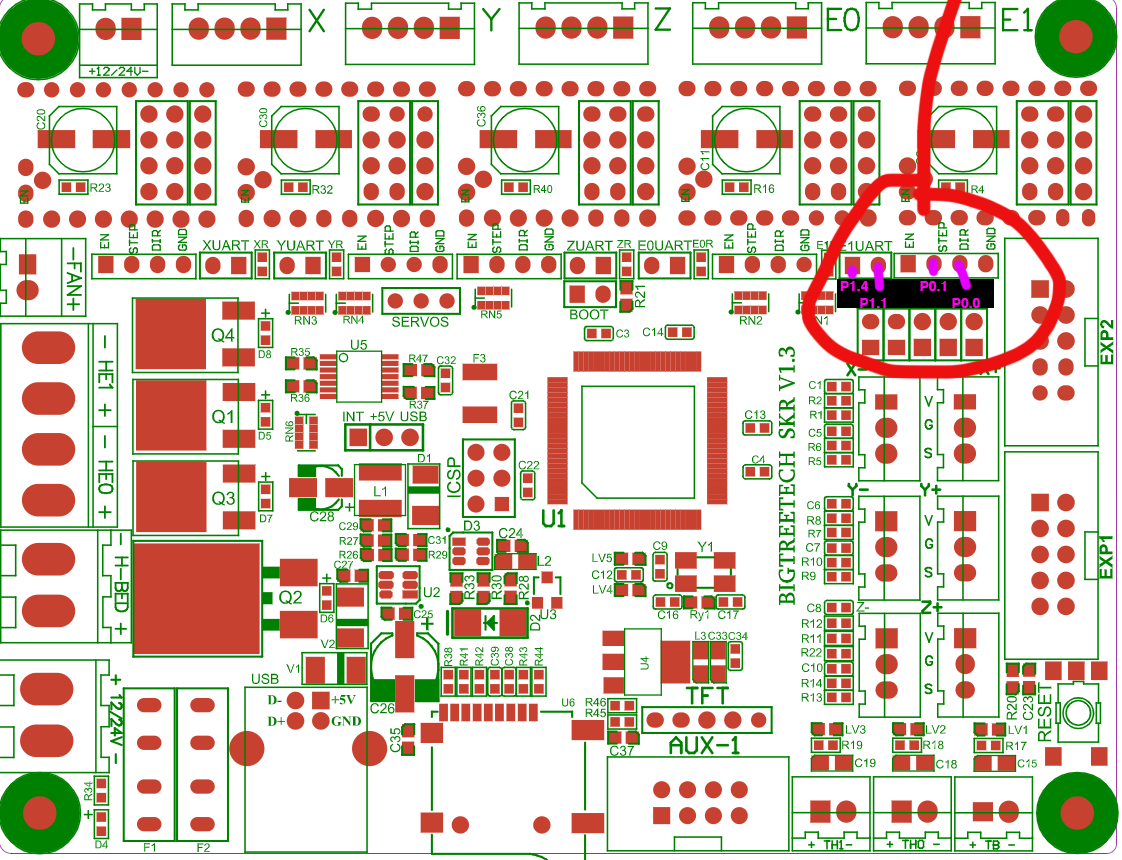 X Y Z E0 E1
+12/24V-
C20 C30 C36 C11
R23 R32 R40 R16 R4
EN EN EN EN EN
EN STEP DIR GND XUART XR YUART YR EN STEP DIR GND EN STEP DIR GND ZUART ZR E0UART E0R EN STEP DIR GND E1UART EN STEP DIR GND
-FAN+
P1.4 P0.1
P1.1 P0.0
RN3 RN4 SERVOS RN5 BOOT R21 RN2 RN1
Q4 D8 R35 U5 R47 C32 F3 C3 C14 EXP2
R36 R37
- HE1 + C21 C1
R2
Q1 D5 RN6 INT +5V USB C13 R1 V
C5 G
R6 S
- HE0 + D1 ICSP C4 R5
Q3 D7 L1 C22 BIGTREETECH SKR V1.3
C28 U1 Y- Y+
C29 C6 V
R27 C31 D3 C24 R8 G
R26 R29 L2 LV5 C9 Y1 R7 S
-H-BED + C27 C12 C7 EXP1
Q2 D6 U2 R33 R30 R28 LV4 R10
C25 U3 C16 Ry1 C17 R9
V2 D2 C8 Z- Z+
R12 V
V1 R38 R41 R42 C39 C38 R43 R44 U4 L3 C33 C34 R11 G
R22 S
USB TFT C10
D- +5V C26 U6 R46 R14 R20 C23
D+ GND R45 R13 RESET
+ 12/24V - C35 C37 AUX-1 LV3 LV2 LV1
R19 R18 R17
C19 C18 C15
R34
D4 F1 F2 + TH1- + TH0 - + TB -